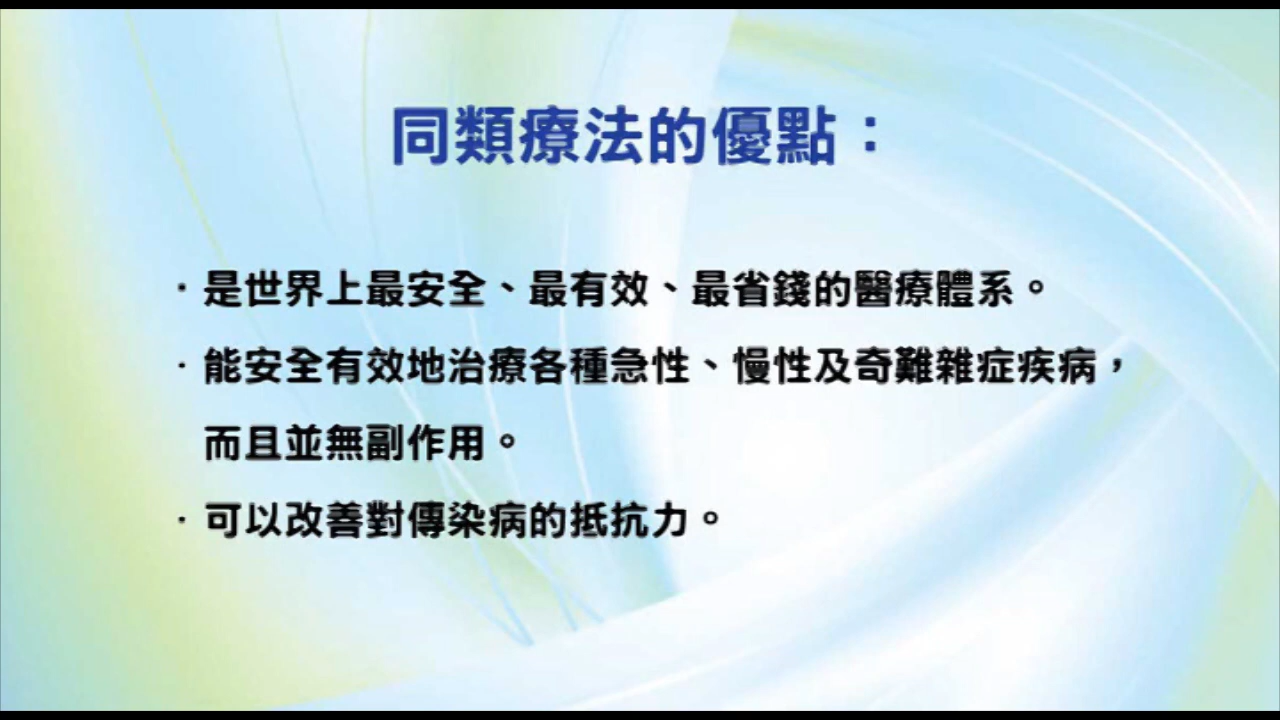 同類療法的優點：
·是世界上最安全、最有效、最省錢的醫療體系。
·能安全有效地治療各種急性、慢性及奇難雜症疾病，
而且並無副作用。
·可以改善對傳染病的抵抗力。